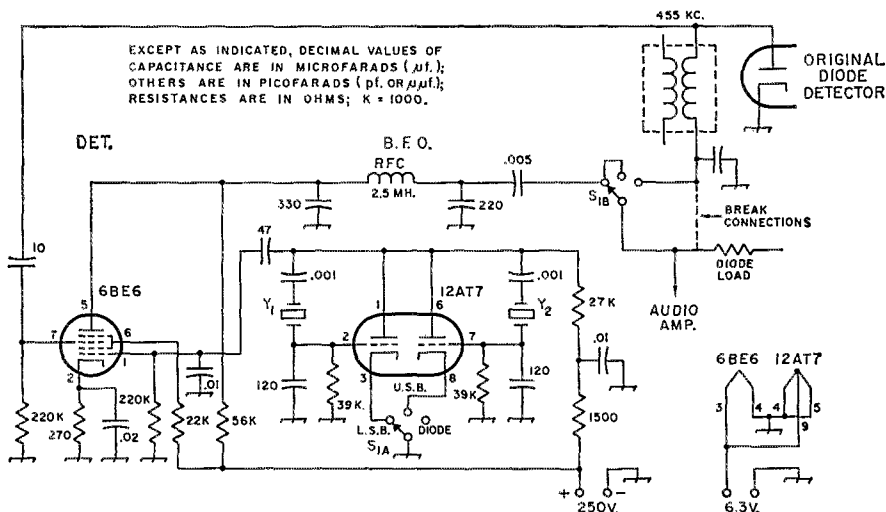 455 KC.
EXCEPT AS INDICATED, DECIMAL VALUES OF
CAPACITANCE ARE IN MICROFARADS (μf.);
OTHERS ARE IN PICOFARADS (pf. OR μμf.);
RESISTANCES ARE IN OHMS; K = 1000.
ORIGINAL
DIODE
DETECTOR
DET.
B.F.O.
RFC
2.5 MH.
.005
330
220
S1B
BREAK
CONNECTIONS
DIODE
LOAD
AUDIO
AMP.
10
47
.001
.001
6BE6
12AT7
Y1
Y2
27K
5
7
6
1
2
1
6
2
7
3
8
.01
.01
120
120
39K.
39K
U.S.B.
L.S.B.
DIODE
S1A
220K
270
.02
220K
22K
56K
1500
+
250V.
-
6BE6
12AT7
3
4
4
5
9
6.3V.